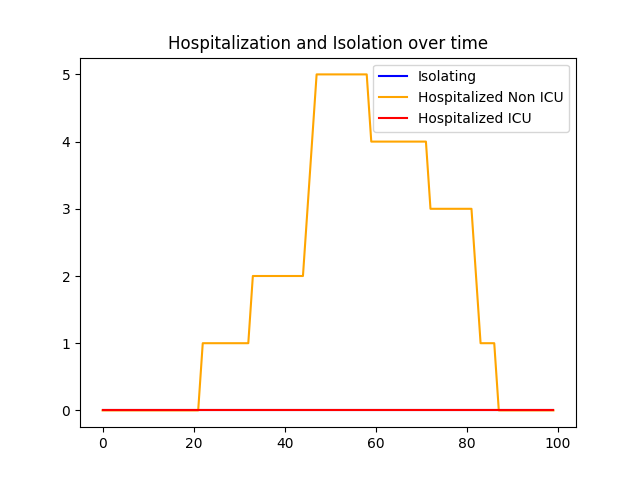 Hospitalization and Isolation over time
Isolating
Hospitalized Non ICU
Hospitalized ICU
5
4
3
2
1
0
0 20 40 60 80 100